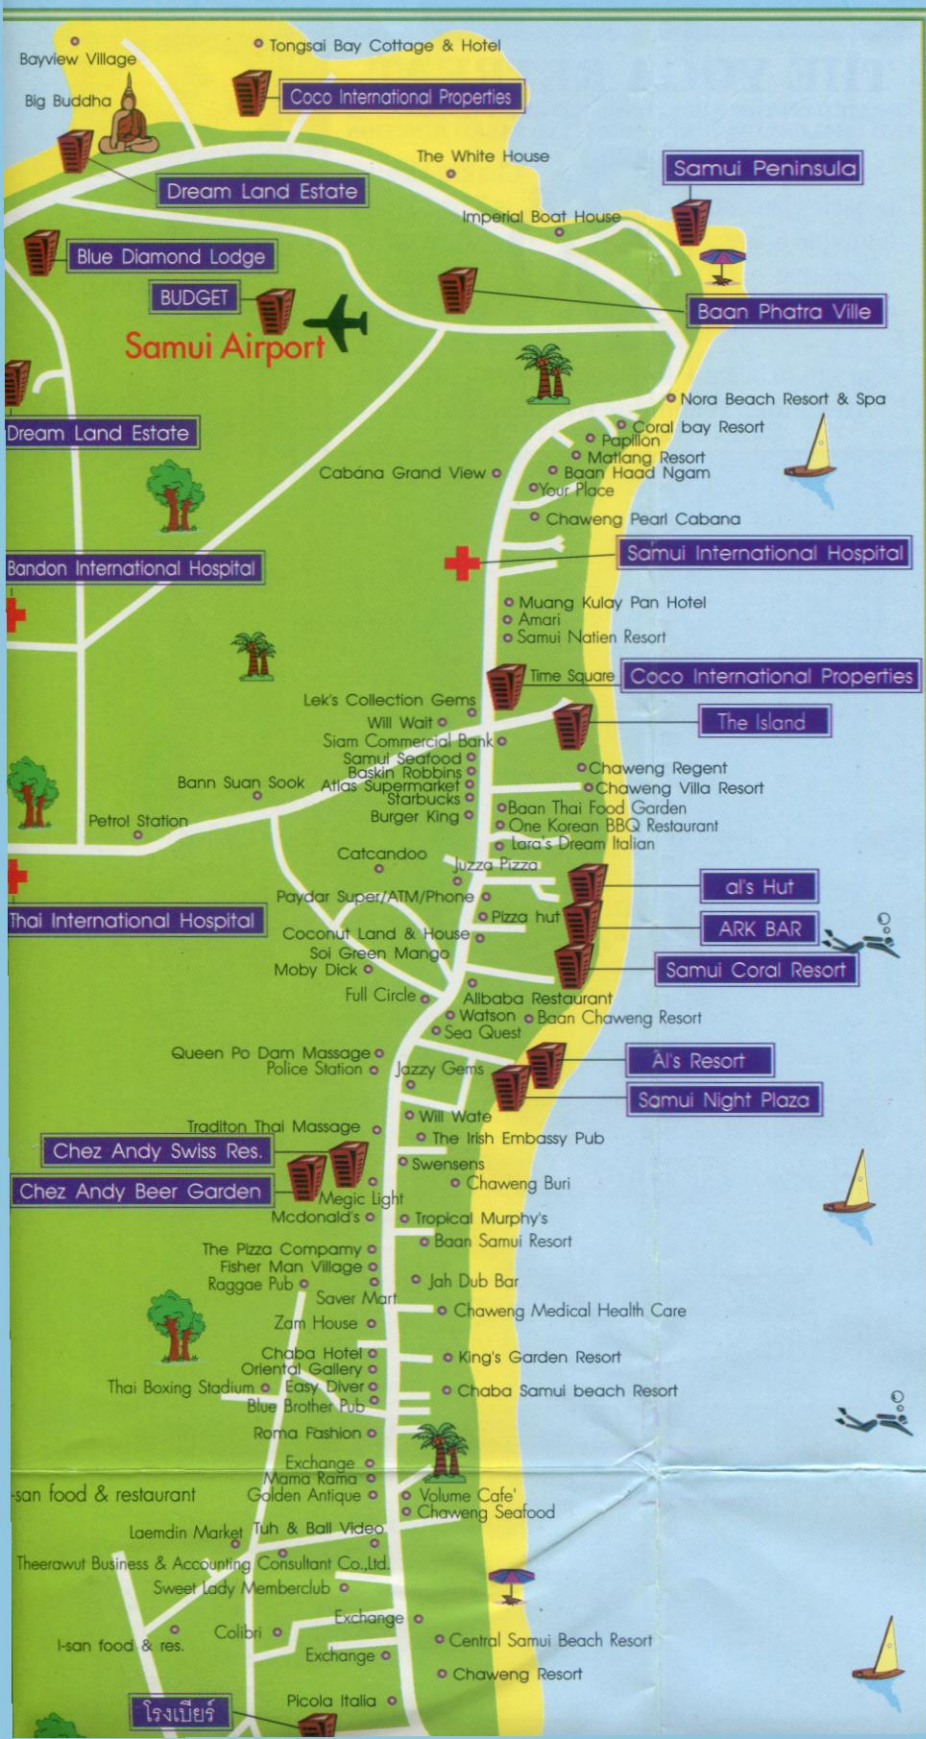 Tongsai Bay Cottage & Hotel
Bayview Village
Big Buddha
Coco International Properties
The White House
Samui Peninsula
Dream Land Estate
Imperial Boat House
Blue Diamond Lodge
BUDGET
Baan Phatra Ville
Samui Airport
Nora Beach Resort & Spa
Dream Land Estate
Coral bay Resort
Papillon
Matlang Resort
Cabana Grand View
Baan Haad Ngam
Your Place
Chaweng Pearl Cabana
Samui International Hospital
Bandon International Hospital
Muang Kulay Pan Hotel
Amari
Samui Natien Resort
Time Square
Coco International Properties
Lek's Collection Gems
Will Wait
The Island
Siam Commercial Bank
Samui Seafood
Baskin Robbins
Chaweng Regent
Bann Suan Sook
Atlas Supermarket
Chaweng Villa Resort
Starbucks
Baan Thai Food Garden
Burger King
Petrol Station
One Korean BBQ Restaurant
Lara's Dream Italian
Catcandoo
Juzza Pizza
al's Hut
Paydar Super/ATM/Phone
Thai International Hospital
Pizza hut
ARK BAR
Coconut Land & House
Soi Green Mango
Moby Dick
Samui Coral Resort
Full Circle
Alibaba Restaurant
Watson
Baan Chaweng Resort
Sea Quest
Queen Po Dam Massage
Police Station
Jazzy Gems
Al's Resort
Samui Night Plaza
Will Wate
Traditon Thai Massage
The Irish Embassy Pub
Chez Andy Swiss Res.
Swensens
Chaweng Buri
Chez Andy Beer Garden
Megic Light
Mcdonald's
Tropical Murphy's
Baan Samui Resort
The Pizza Compamy
Fisher Man Village
Raggae Pub
Jah Dub Bar
Saver Mart
Chaweng Medical Health Care
Zam House
Chaba Hotel
King's Garden Resort
Oriental Gallery
Thai Boxing Stadium
Easy Diver
Chaba Samui beach Resort
Blue Brother Pub
Roma Fashion
Exchange
Mama Rama
-san food & restaurant
Golden Antique
Volume Cafe'
Chaweng Seafood
Laemdin Market
Tuh & Ball Video
Theerawut Business & Accounting Consultant Co.,Ltd.
Sweet Lady Memberclub
Exchange
Colibri
I-san food & res.
Central Samui Beach Resort
Exchange
Chaweng Resort
Picola Italia
โรงเบียร์